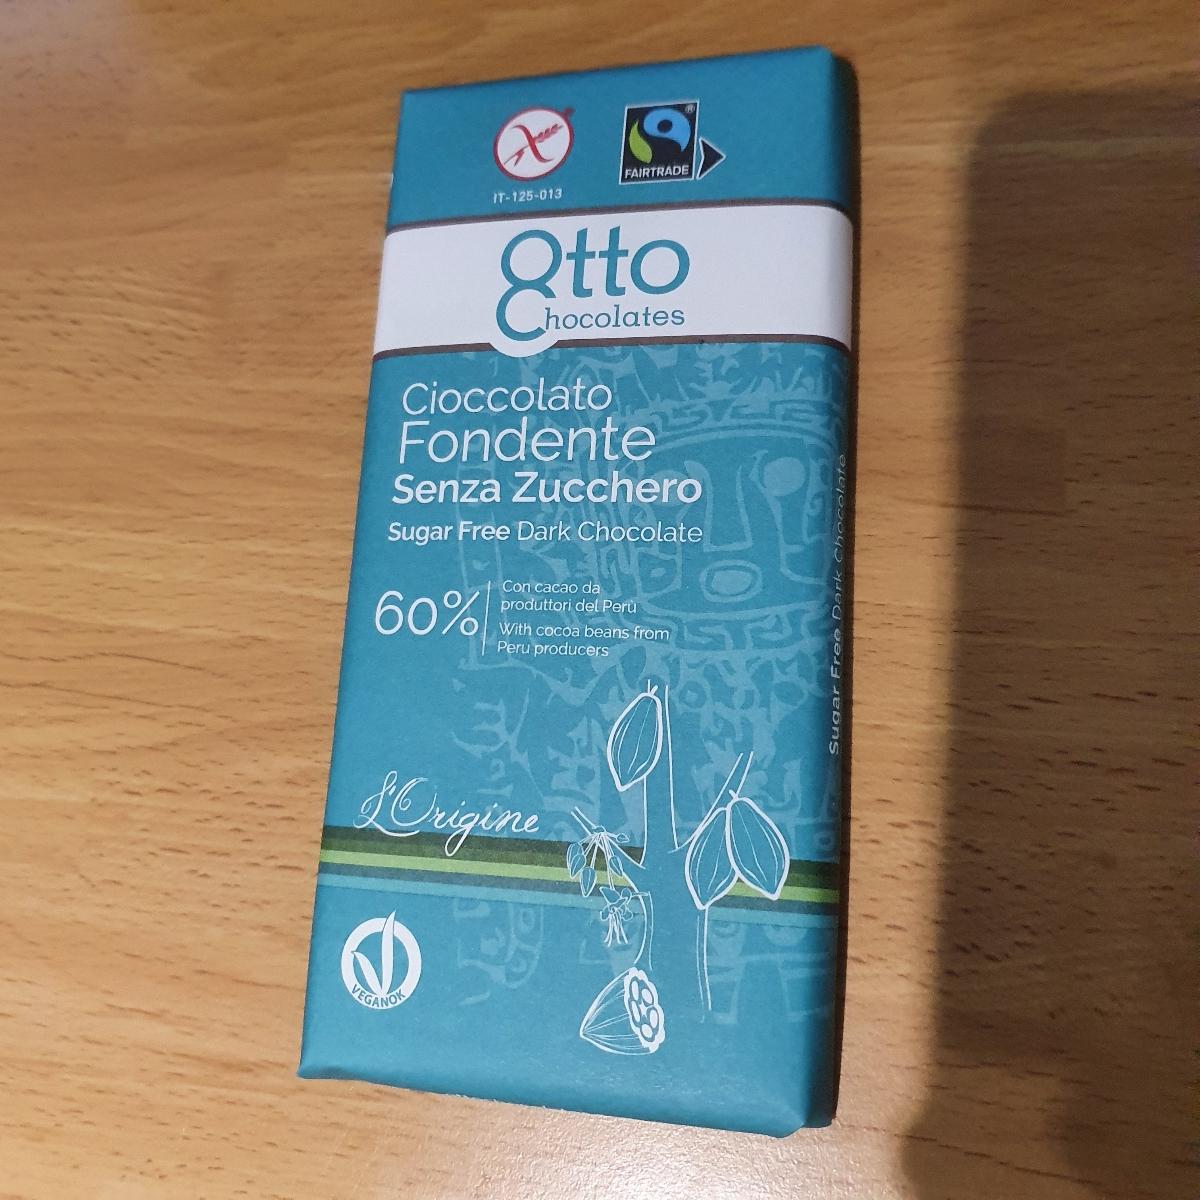 IT-125-013
FAIRTRADE
®
Otto
Chocolates
Cioccolato
Fondente
Senza Zucchero
Sugar Free Dark Chocolate
60%
Con cacao da
produttori del Perù
With cocoa beans from
Peru producers
L'Origine
VEGANOK
Sugar Free Dark Chocolate